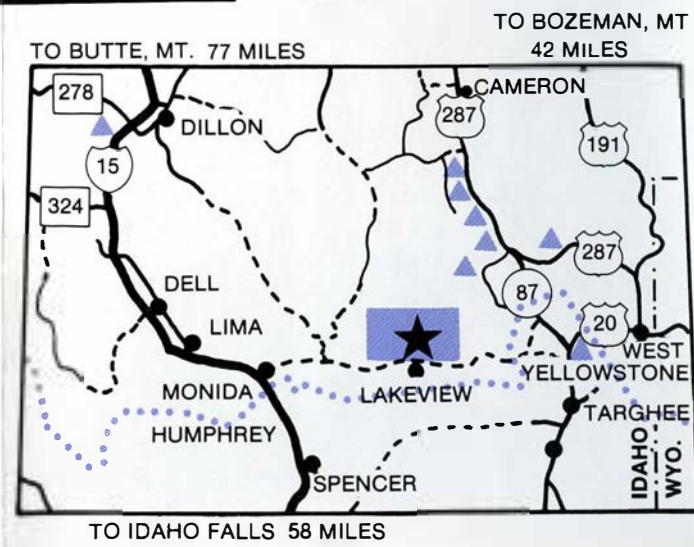 TO BOZEMAN, MT
42 MILES
TO BUTTE, MT. 77 MILES
278
CAMERON
287
DILLON
191
15
324
287
DELL
87
LIMA
20
WEST
YELLOWSTONE
MONIDA
LAKEVIEW
TARGHEE
HUMPHREY
IDAHO
WYO.
SPENCER
TO IDAHO FALLS 58 MILES